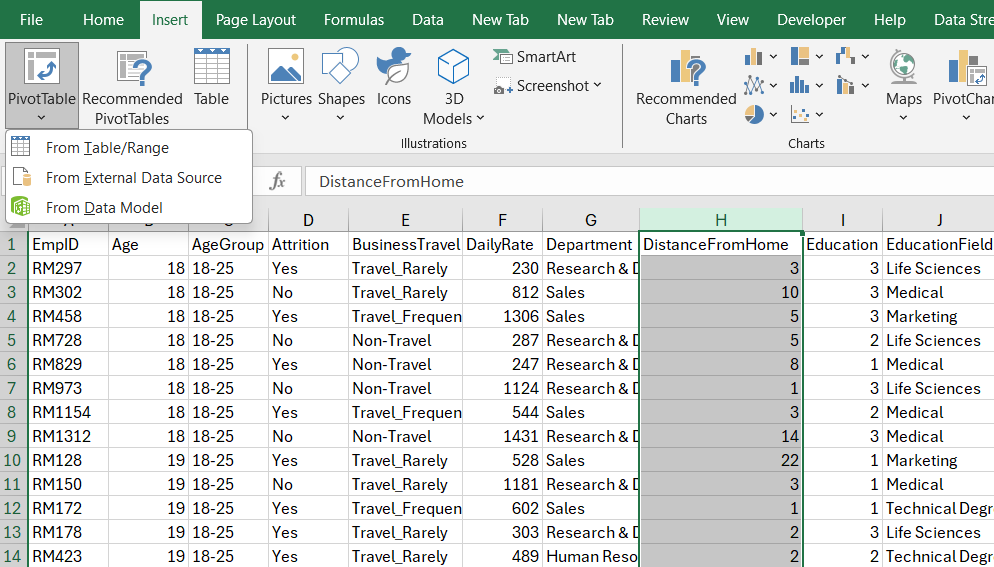 File Home Insert Page Layout Formulas Data New Tab New Tab Review View Developer Help Data Stre
PivotTable
Recommended PivotTables
Table
Pictures
Shapes
Icons
3D Models
SmartArt
Screenshot
Illustrations
Recommended Charts
Maps
PivotChar
Charts
From Table/Range
From External Data Source
From Data Model
fx DistanceFromHome
D E F G H I J
1 EmpID Age AgeGroup Attrition BusinessTravel DailyRate Department DistanceFromHome Education EducationField
2 RM297 18 18-25 Yes Travel_Rarely 230 Research & D 3 3 Life Sciences
3 RM302 18 18-25 No Travel_Rarely 812 Sales 10 3 Medical
4 RM458 18 18-25 Yes Travel_Frequen 1306 Sales 5 3 Marketing
5 RM728 18 18-25 No Non-Travel 287 Research & D 5 2 Life Sciences
6 RM829 18 18-25 Yes Non-Travel 247 Research & D 8 1 Medical
7 RM973 18 18-25 No Non-Travel 1124 Research & D 1 3 Life Sciences
8 RM1154 18 18-25 Yes Travel_Frequen 544 Sales 3 2 Medical
9 RM1312 18 18-25 No Non-Travel 1431 Research & D 14 3 Medical
10 RM128 19 18-25 Yes Travel_Rarely 528 Sales 22 1 Marketing
11 RM150 19 18-25 No Travel_Rarely 1181 Research & D 3 1 Medical
12 RM172 19 18-25 Yes Travel_Frequen 602 Sales 1 1 Technical Degr
13 RM178 19 18-25 Yes Travel_Rarely 303 Research & D 2 3 Life Sciences
14 RM423 19 18-25 Yes Travel_Rarely 489 Human Reso 2 2 Technical Degr